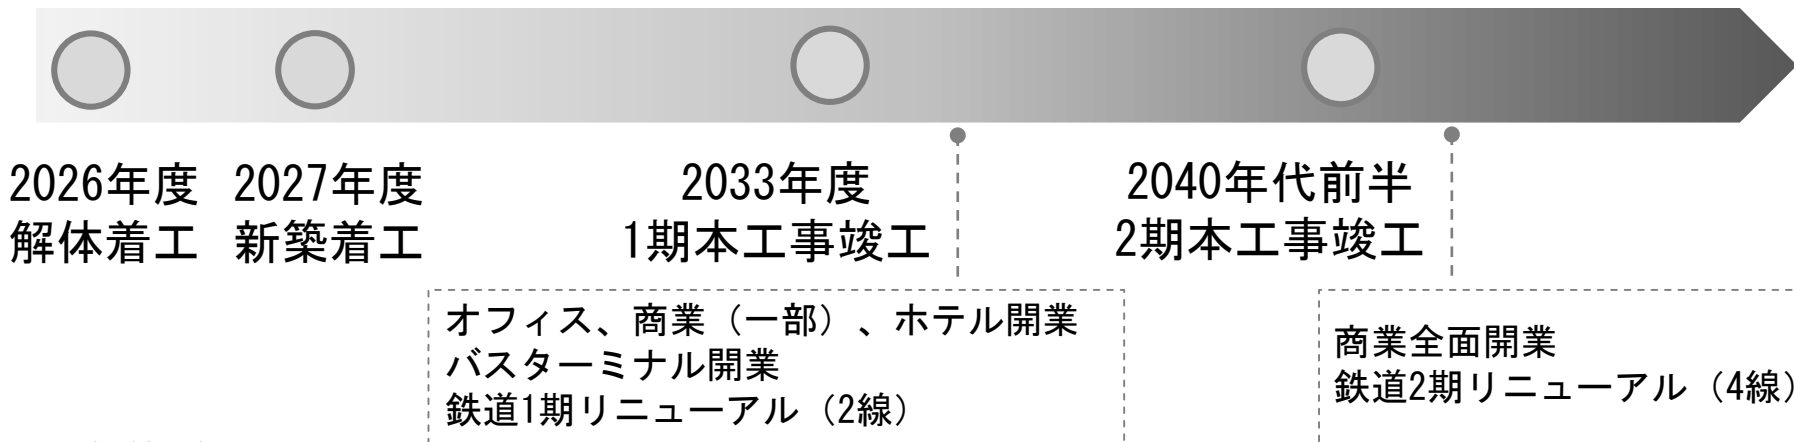 2026年度
解体着工
2027年度
新築着工
2033年度
1期本工事竣工
2040年代前半
2期本工事竣工
オフィス、商業（一部）、ホテル開業
バスターミナル開業
鉄道1期リニューアル（2線）
商業全面開業
鉄道2期リニューアル（4線）